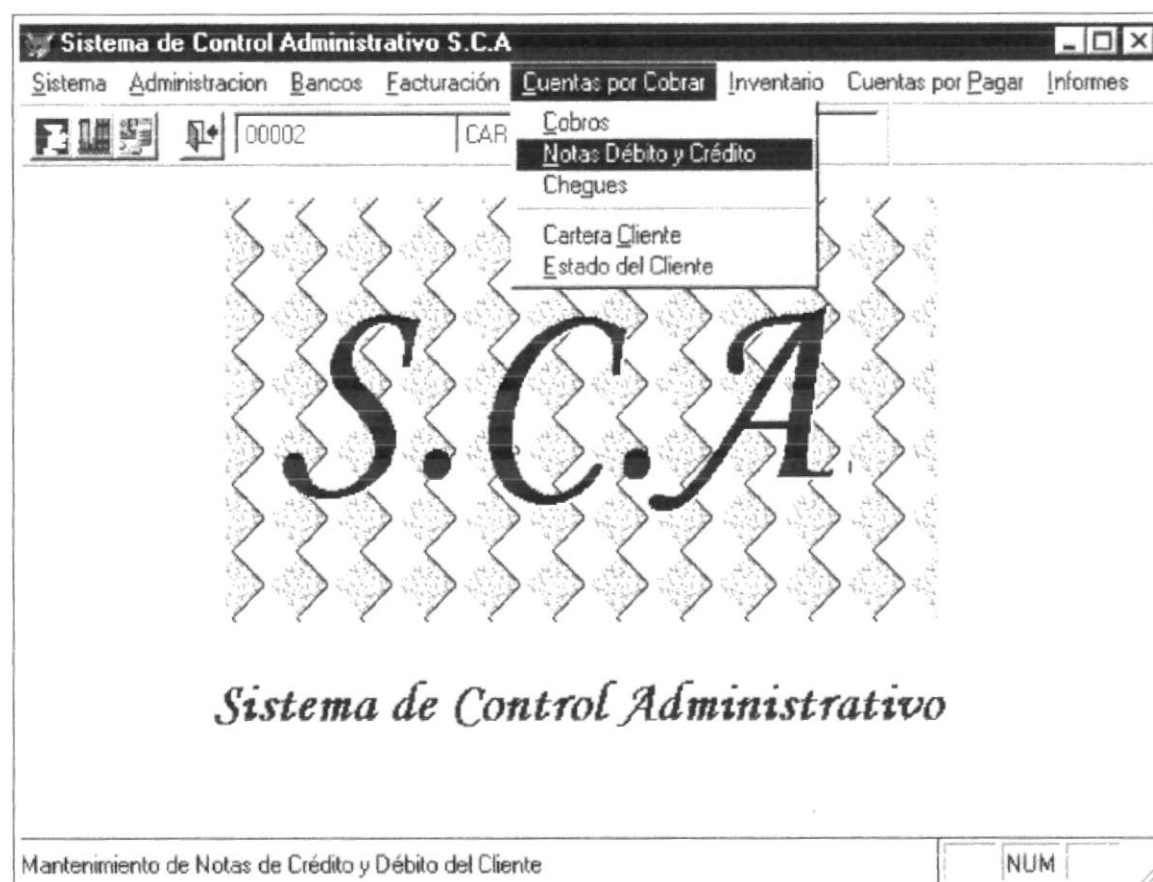 Sistema de Control Administrativo S.C.A
Sistema Administracion Bancos Facturación Cuentas por Cobrar Inventario Cuentas por Pagar Informes
00002 CAR
Cobros
Notas Débito y Crédito
Chegues
Cartera Cliente
Estado del Cliente
S.C.A.
Sistema de Control Administrativo
Mantenimiento de Notas de Crédito y Débito del Cliente NUM